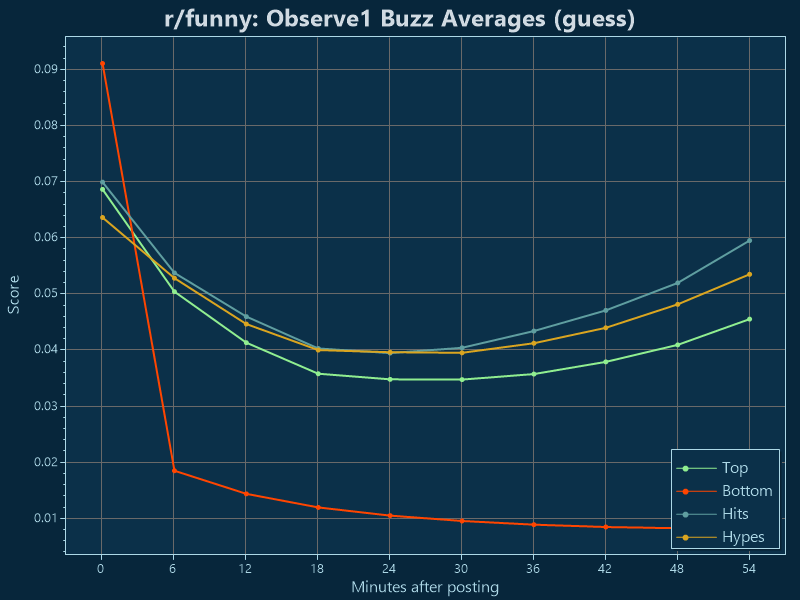 r/funny: Observe1 Buzz Averages (guess)
Score
0.09
0.08
0.07
0.06
0.05
0.04
0.03
0.02
0.01
Top
Bottom
Hits
Hypes
0 6 12 18 24 30 36 42 48 54
Minutes after posting